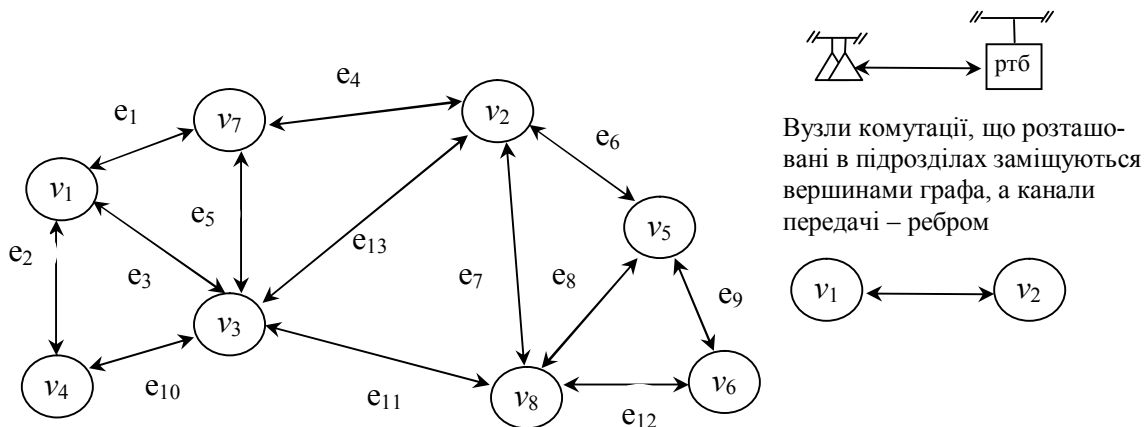 e4
v2
e1
v7
e6
v1
e5
v5
e2
e13
e3
e7
e8
e9
v3
v4
e10
e11
v8
v6
e12
ртб
Вузли комутації, що розташо-
вані в підрозділах заміщуються
вершинами графа, а канали
передачі – ребром
v1
v2